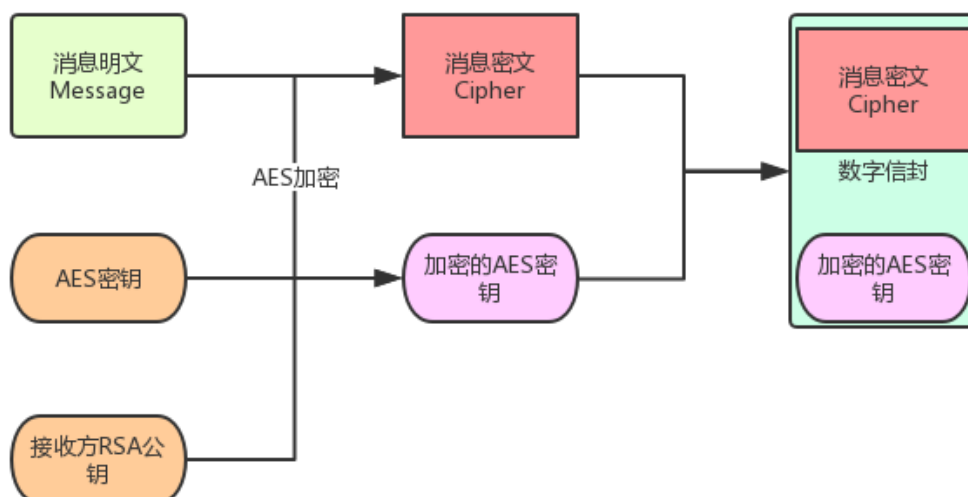 消息明文
Message
消息密文
Cipher
消息密文
Cipher
AES加密
数字信封
AES密钥
加密的AES密
钥
加密的AES密
钥
接收方RSA公
钥